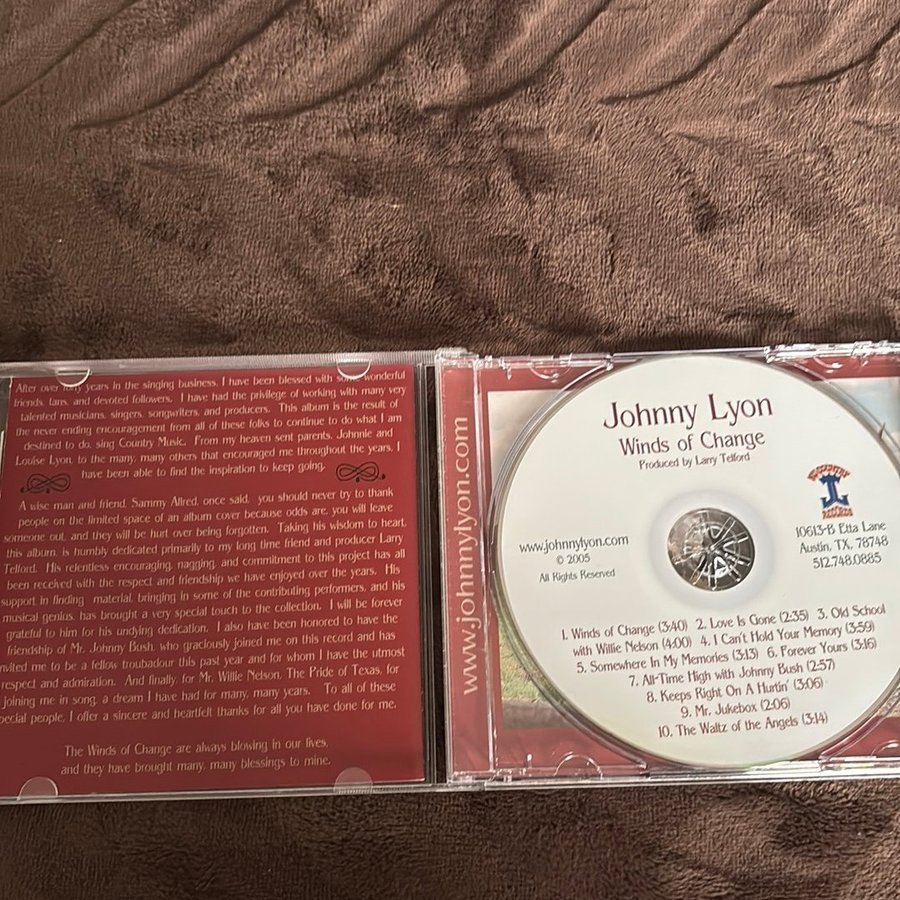 After over forty years in the singing business, I have been blessed with some wonderful
friends, fans, and devoted followers. I have had the privilege of working with many very
talented musicians, singers, songwriters, and producers. This album is the result of
the never ending encouragement from all of these folks to continue to do what I am
destined to do, sing Country Music. From my heaven sent parents, Johnnie and
Louise Lyon, to the many, many others that encouraged me throughout the years, I
have been able to find the inspiration to keep going.
A wise man and friend, Sammy Allred, once said, you should never try to thank
people on the limited space of an album cover because odds are, you will leave
someone out, and they will be hurt over being forgotten. Taking his wisdom to heart,
this album, is humbly dedicated primarily to my long time friend and producer Larry
Telford. His relentless encouraging, nagging, and commitment to this project has all
been received with the respect and friendship we have enjoyed over the years. His
support in finding material, bringing in some of the contributing performers, and his
musical genius, has brought a very special touch to the collection. I will be forever
grateful to him for his undying dedication. I also have been honored to have the
friendship of Mr. Johnny Bush, who graciously joined me on this record and has
nvited me to be a fellow troubadour this past year and for whom I have the utmost
respect and admiration. And finally, for Mr. Willie Nelson, The Pride of Texas, for
joining me in song, a dream I have had for many, many years. To all of these
pecial people, I offer a sincere and heartfelt thanks for all you have done for me.
The Winds of Change are always blowing in our lives,
and they have brought many, many blessings to mine.
www.johnnylyon.com
Johnny Lyon
Winds of Change
Produced by Larry Telford
www.johnnylyon.com
© 2005
All Rights Reserved
RECORDS
10613-B Etta Lane
Austin, TX, 78748
512.748.0885
1. Winds of Change (3:40) 2. Love Is Gone (2:35) 3. Old School
with Willie Nelson (4:00) 4. I Can't Hold Your Memory (3:59)
5. Somewhere In My Memories (3:13) 6. Forever Yours (3:16)
7. All-Time High with Johnny Bush (2:57)
8. Keeps Right On A Hurtin' (3:06)
9. Mr. Jukebox (2:06)
10. The Waltz of the Angels (3:14)